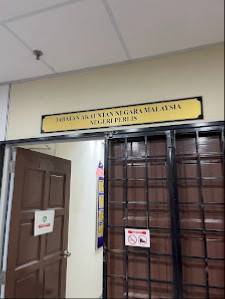 JABATAN AKAUNTAN NEGARA MALAYSIA
NEGERI PERLIS